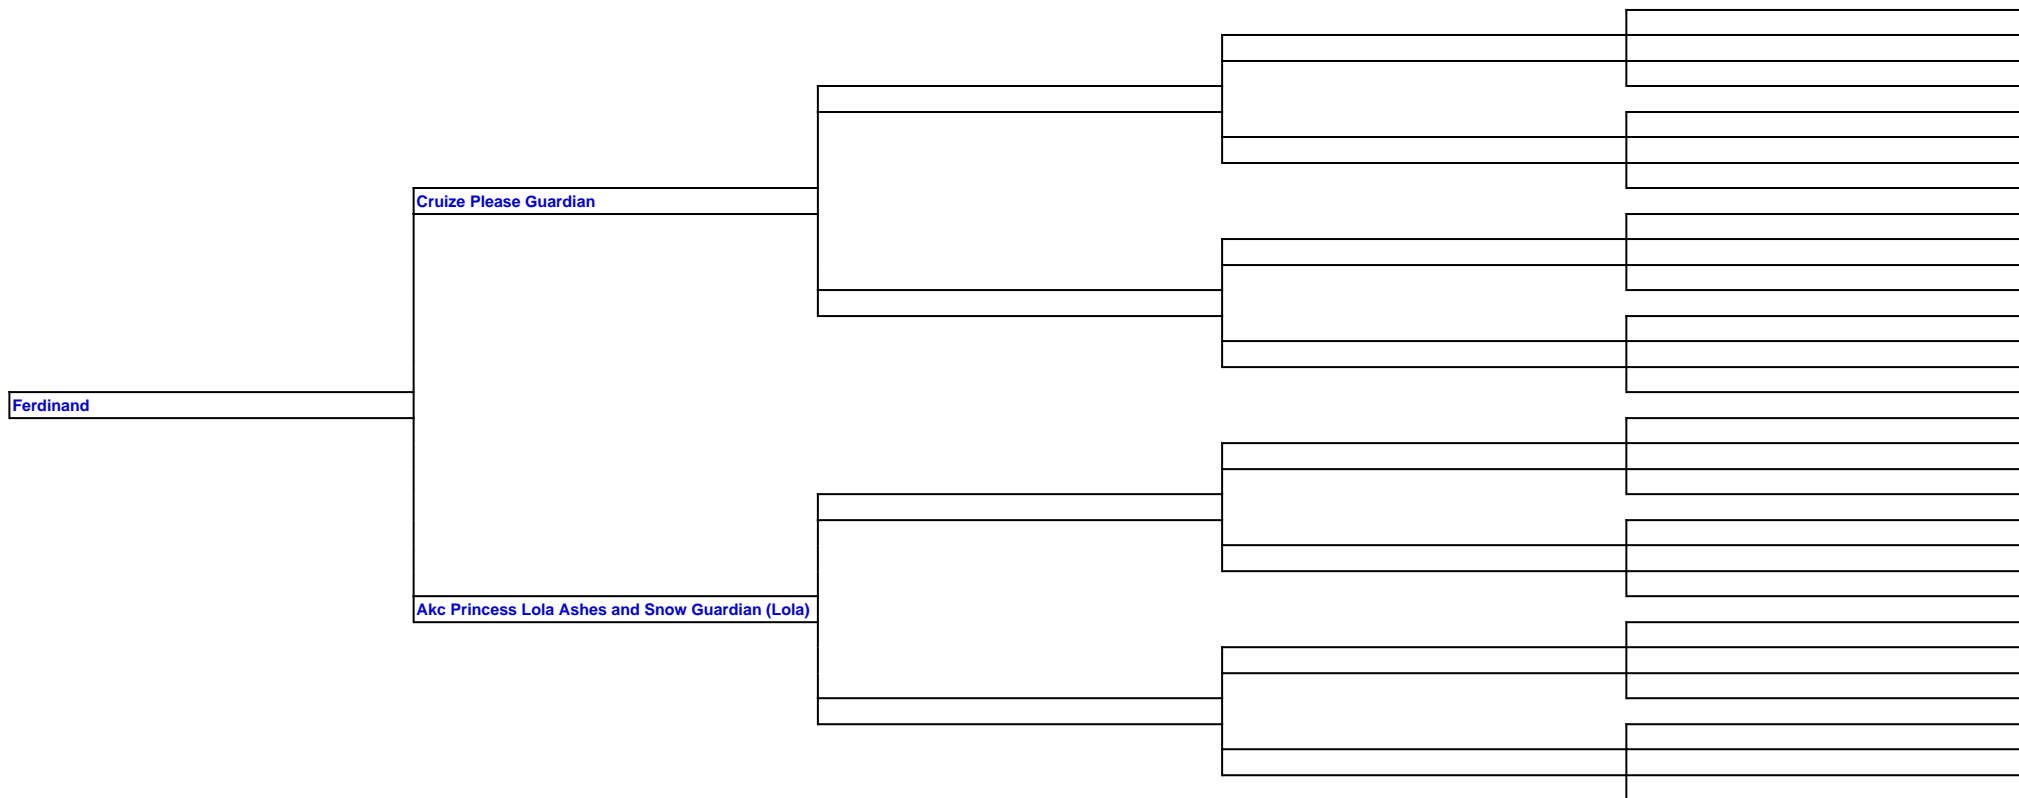 Cruize Please Guardian
Ferdinand
Akc Princess Lola Ashes and Snow Guardian (Lola)